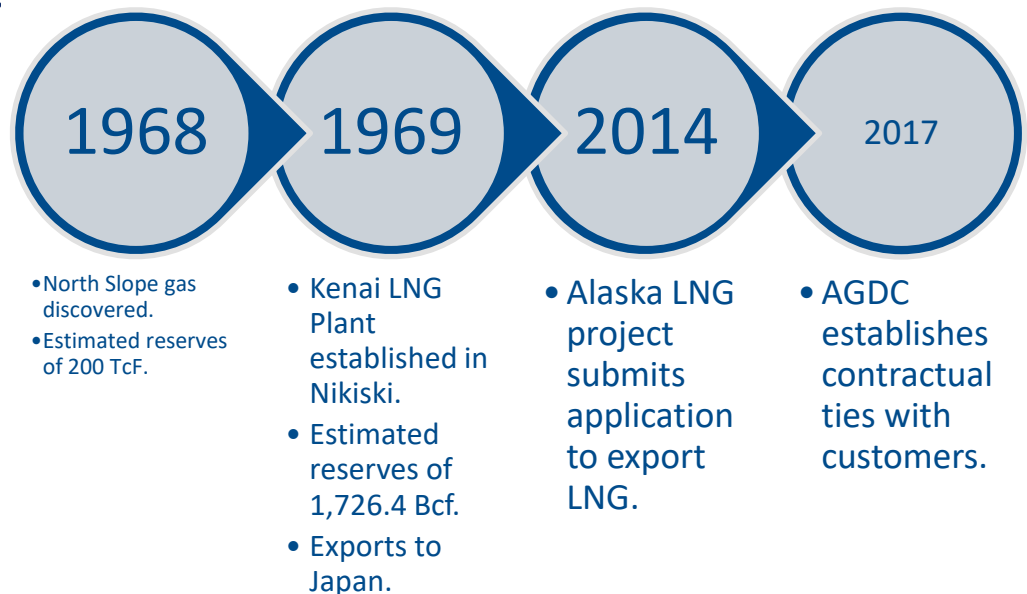 1968
1969
2014
2017
•North Slope gas
discovered.
•Estimated reserves
of 200 TcF.
• Kenai LNG
Plant
established in
Nikiski.
• Estimated
reserves of
1,726.4 Bcf.
• Exports to
Japan.
• Alaska LNG
project
submits
application
to export
LNG.
• AGDC
establishes
contractual
ties with
customers.